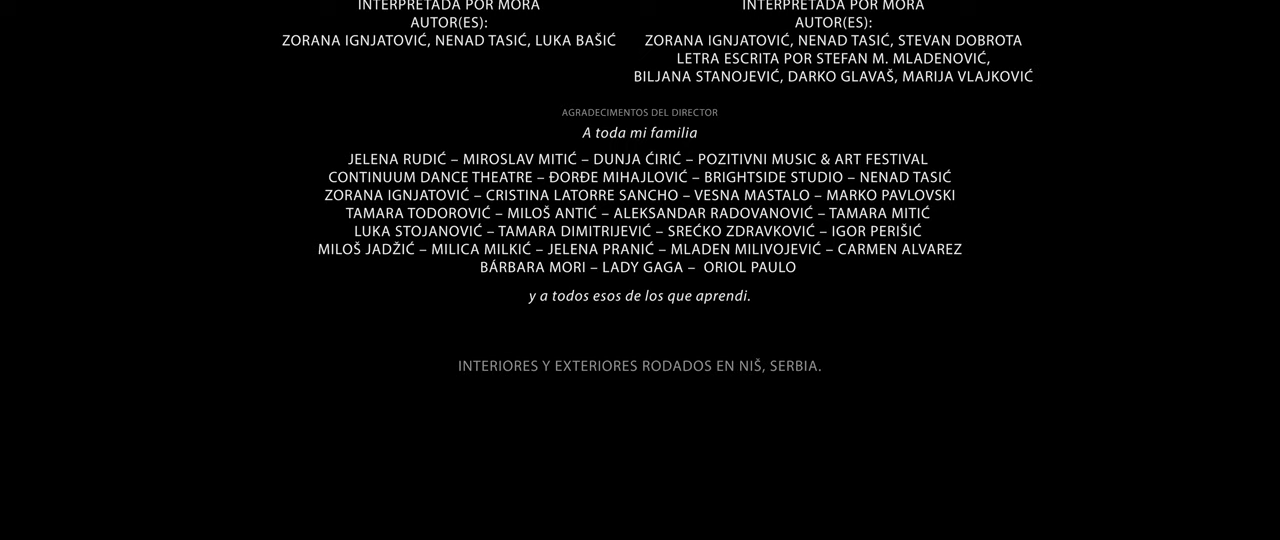 INTERPRETADA POR MORA
AUTOR(ES):
ZORANA IGNJATOVIĆ, NENAD TASIĆ, LUKA BAŠIĆ
INTERPRETADA POR MORA
AUTOR(ES):
ZORANA IGNJATOVIĆ, NENAD TASIĆ, STEVAN DOBROTA
LETRA ESCRITA POR STEFAN M. MLADENOVIĆ,
BILJANA STANOJEVIĆ, DARKO GLAVAŠ, MARIJA VLAJKOVIĆ
AGRADECIMENTOS DEL DIRECTOR
A toda mi familia
JELENA RUDIĆ – MIROSLAV MITIĆ – DUNJA ĆIRIĆ – POZITIVNI MUSIC & ART FESTIVAL
CONTINUUM DANCE THEATRE – ĐORĐE MIHAJLOVIĆ – BRIGHTSIDE STUDIO – NENAD TASIĆ
ZORANA IGNJATOVIĆ – CRISTINA LATORRE SANCHO – VESNA MASTALO – MARKO PAVLOVSKI
TAMARA TODOROVIĆ – MILOŠ ANTIĆ – ALEKSANDAR RADOVANOVIĆ – TAMARA MITIĆ
LUKA STOJANOVIĆ – TAMARA DIMITRIJEVIĆ – SREĆKO ZDRAVKOVIĆ – IGOR PERIŠIĆ
MILOŠ JADŽIĆ – MILICA MILKIĆ – JELENA PRANIĆ – MLADEN MILIVOJEVIĆ – CARMEN ALVAREZ
BÁRBARA MORI – LADY GAGA – ORIOL PAULO
y a todos esos de los que aprendi.
INTERIORES Y EXTERIORES RODADOS EN NIŠ, SERBIA.